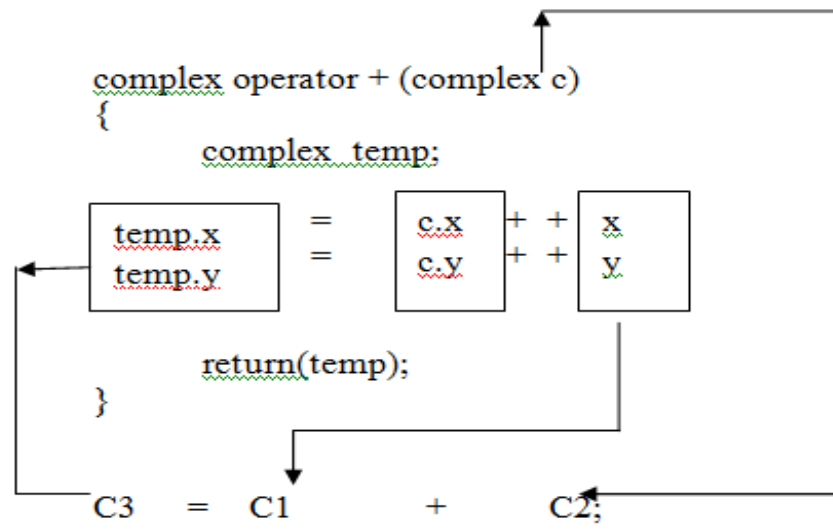 complex operator + (complex c)
{
complex temp;
temp.x = c.x + + x
temp.y = c.y + + y
return(temp);
}
C3 = C1 + C2;